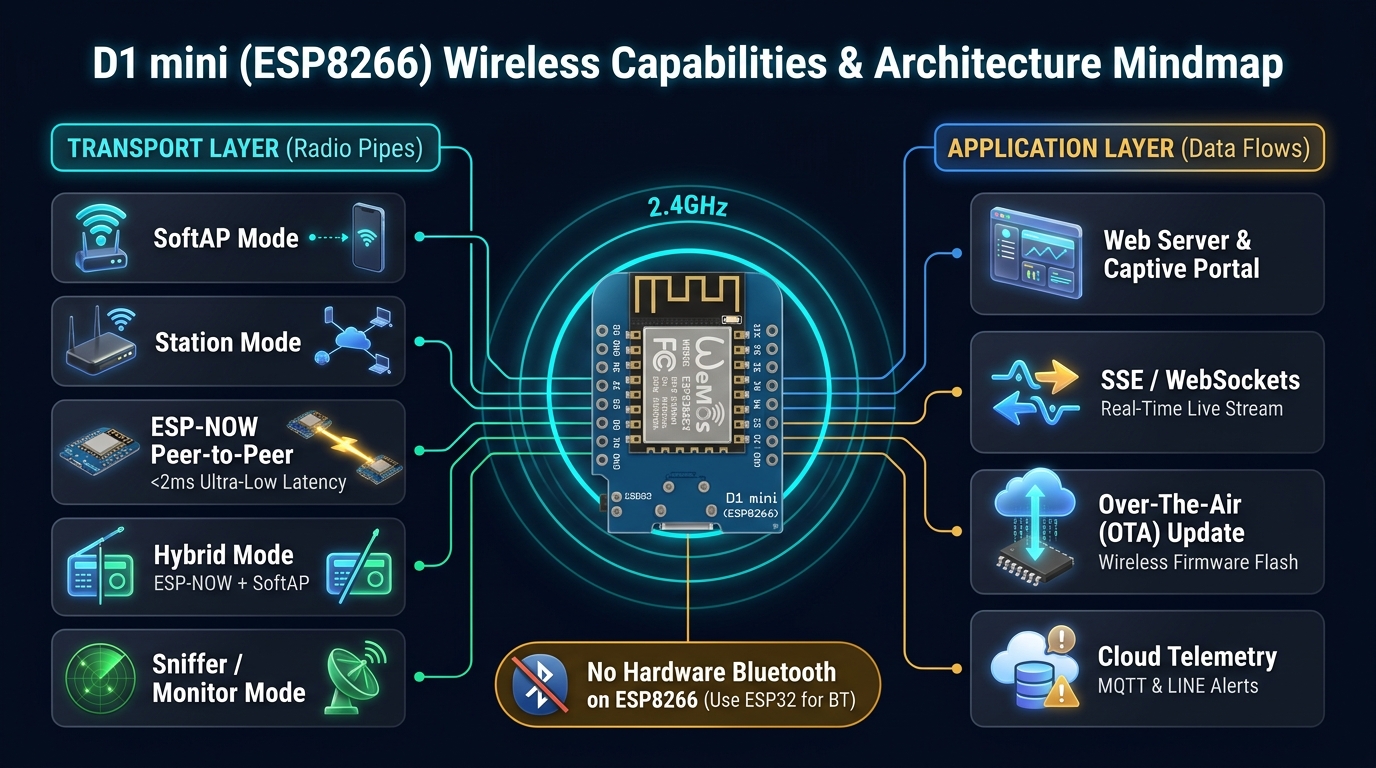 D1 mini (ESP8266) Wireless Capabilities & Architecture Mindmap
TRANSPORT LAYER (Radio Pipes)
SoftAP Mode
Station Mode
ESP-NOW
Peer-to-Peer
<2ms Ultra-Low Latency
Hybrid Mode
ESP-NOW + SoftAP
Sniffer /
Monitor Mode
2.4GHz
WeMos
FC
D1 mini
(ESP8266)
No Hardware Bluetooth
on ESP8266 (Use ESP32 for BT)
APPLICATION LAYER (Data Flows)
Web Server &
Captive Portal
SSE / WebSockets
Real-Time Live Stream
Over-The-Air
(OTA) Update
Wireless Firmware Flash
Cloud Telemetry
MQTT & LINE Alerts